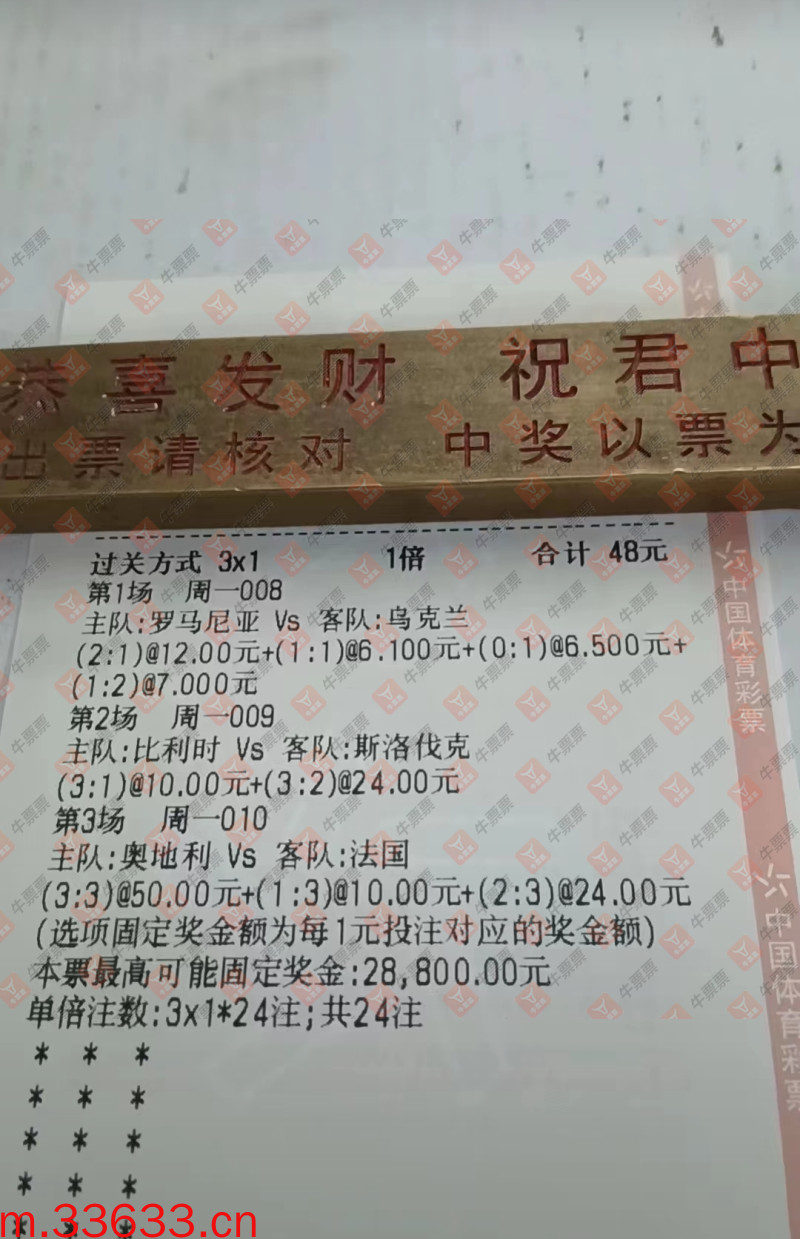 恭喜发财 祝君中
出票请核对 中奖以票为
过关方式 3x1 1倍 合计 48元
第1场 周一008
主队:罗马尼亚 Vs 客队:乌克兰
(2:1)@12.00元+(1:1)@6.100元+(0:1)@6.500元+
(1:2)@7.000元
第2场 周一009
主队:比利时 Vs 客队:斯洛伐克
(3:1)@10.00元+(3:2)@24.00元
第3场 周一010
主队:奥地利 Vs 客队:法国
(3:3)@50.00元+(1:3)@10.00元+(2:3)@24.00元
(选项固定奖金额为每1元投注对应的奖金额)
本票最高可能固定奖金:28,800.00元
单倍注数:3x1*24注;共24注
* * *
* * *
* * *
* * *
* * *
中国体育彩票
中国体育彩票
牛票票
m.33633.cn